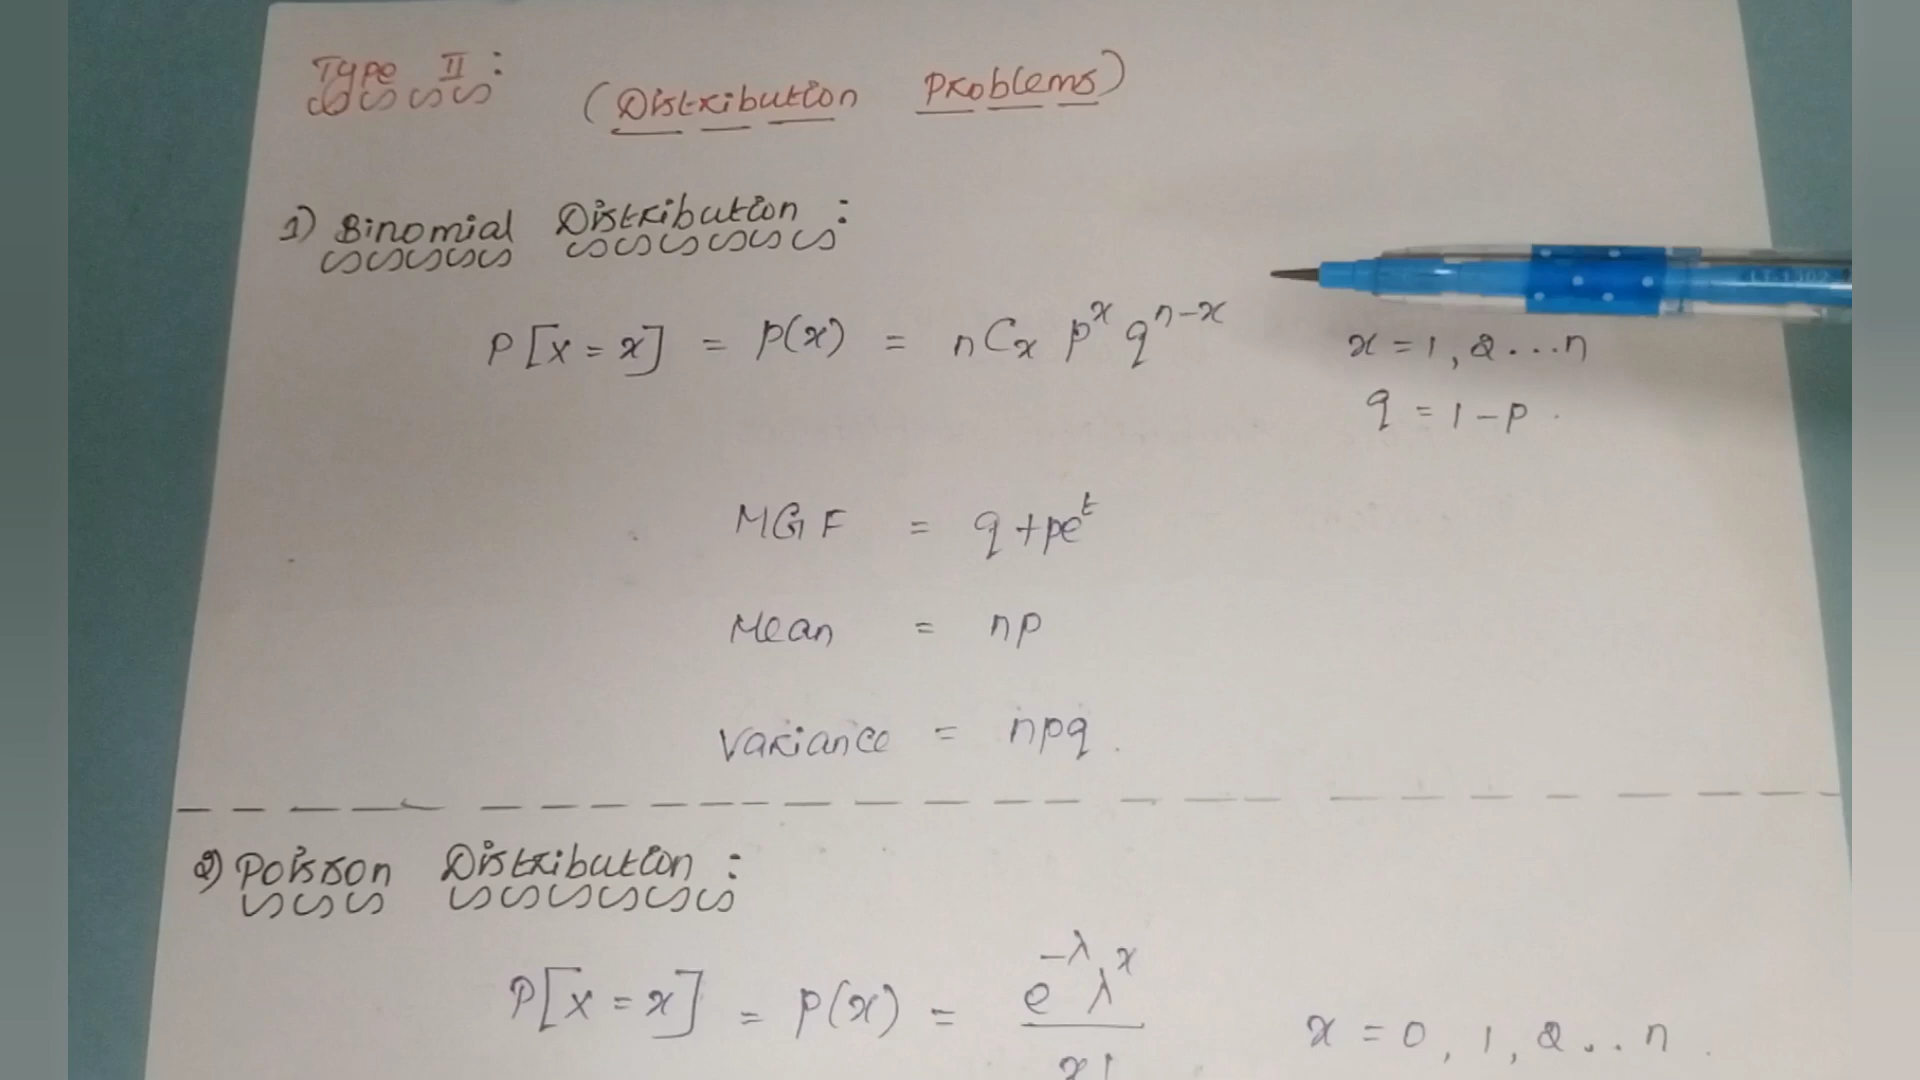 Type II :
(Distribution Problems)
1) Binomial Distribution :
P[X = x] = p(x) = nCx p^x q^n-x x = 1, 2...n
q = 1 - p.
MGF = q + pe^t
Mean = np
Variance = npq.
2) Poisson Distribution :
P[X = x] = p(x) = e^-λ λ^x / x! x = 0, 1, 2...n.